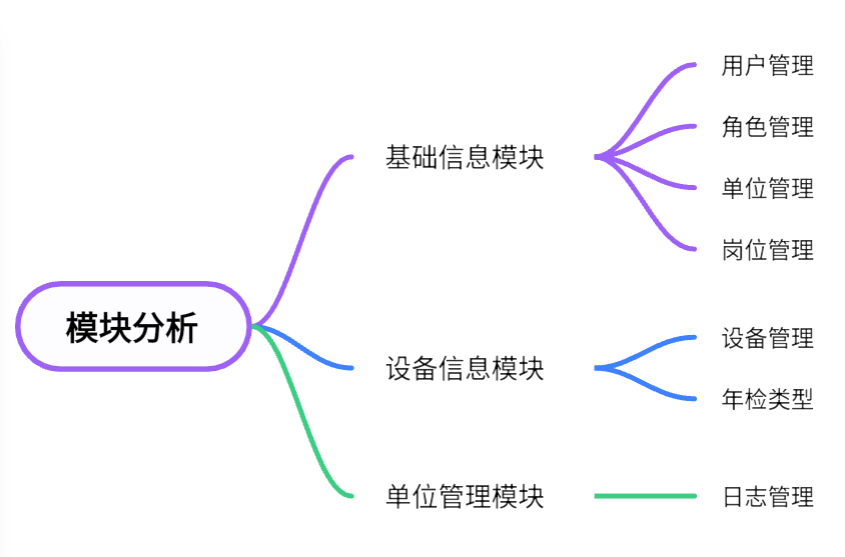 模块分析
基础信息模块
用户管理
角色管理
单位管理
岗位管理
设备信息模块
设备管理
年检类型
单位管理模块
日志管理